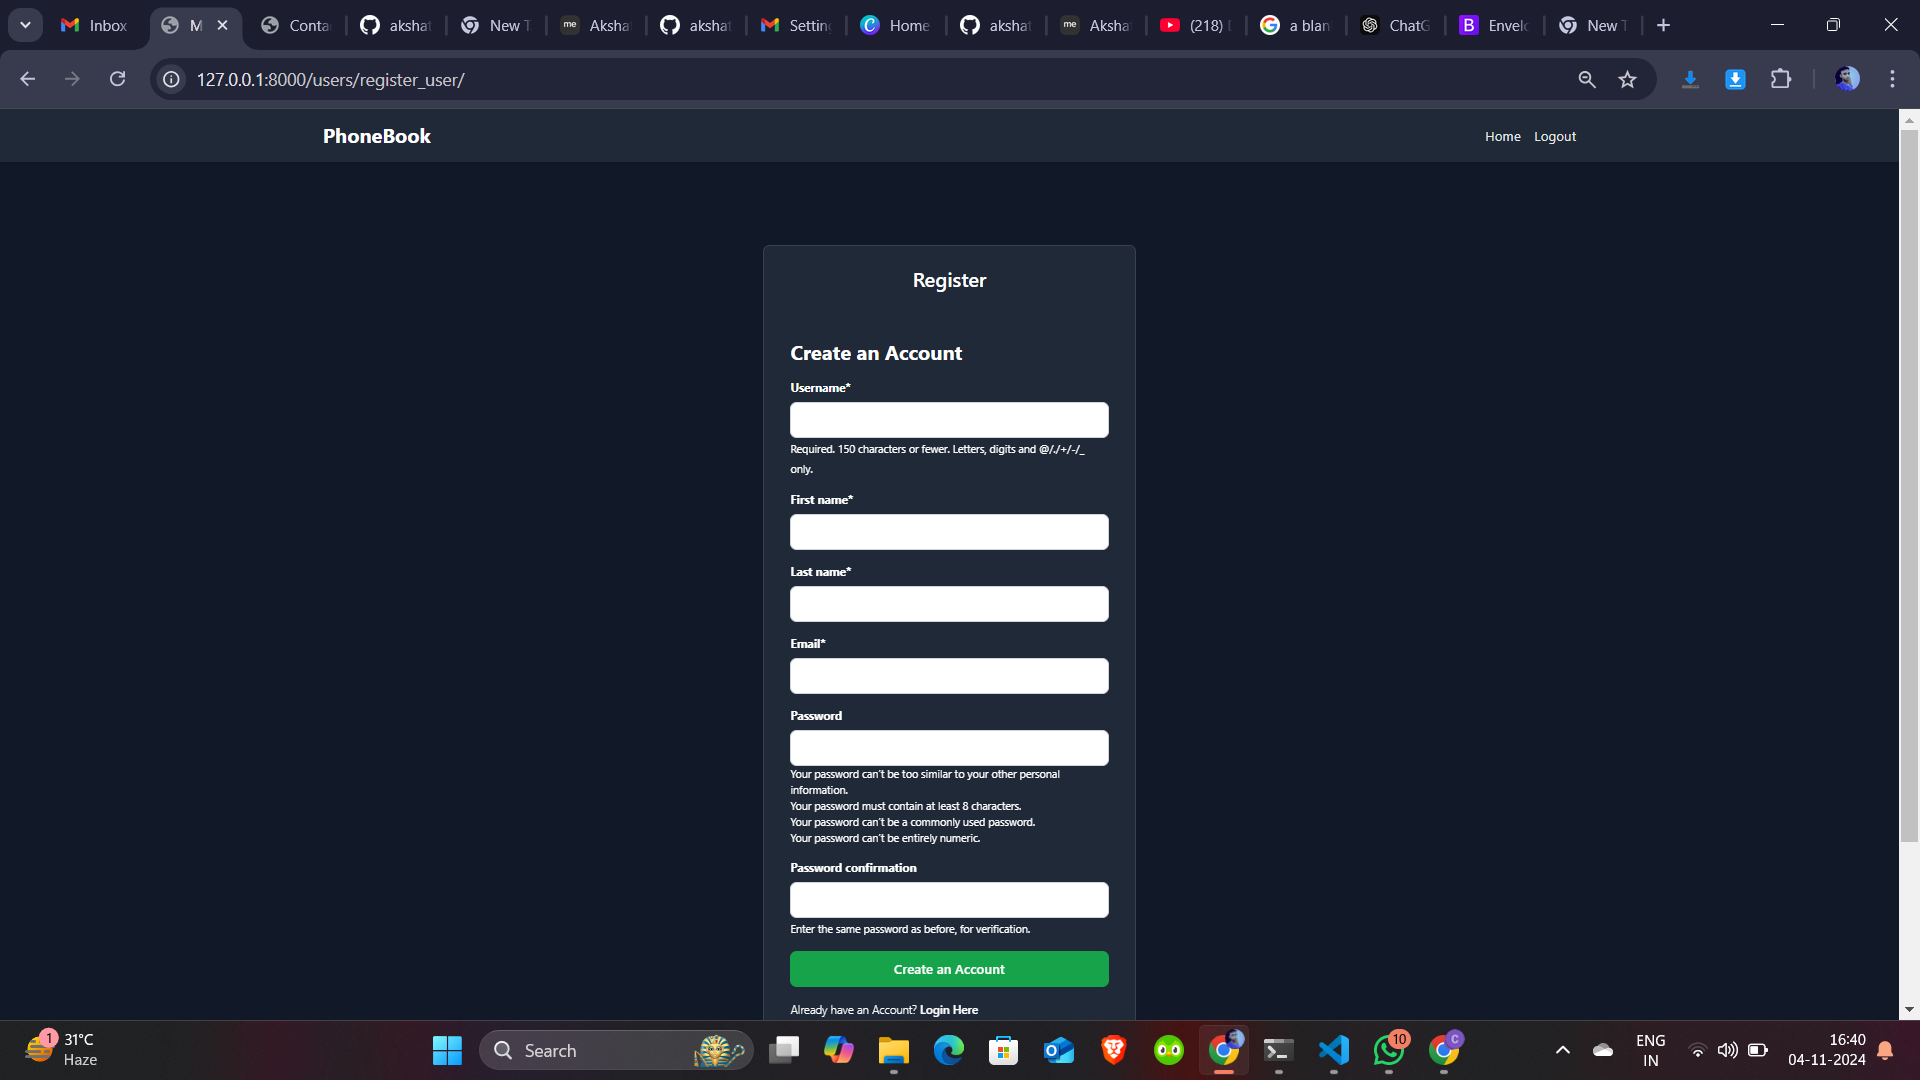 Inbox
M
Conta
akshat
New T
me
Aksha
akshat
Settin
Home
akshat
me
Aksha
(218)
a blan
ChatG
B
Envelo
New T
127.0.0.1:8000/users/register_user/
PhoneBook
Home
Logout
Register
Create an Account
Username*
Required. 150 characters or fewer. Letters, digits and @/./+/-/_
only.
First name*
Last name*
Email*
Password
Your password can't be too similar to your other personal
information.
Your password must contain at least 8 characters.
Your password can't be a commonly used password.
Your password can't be entirely numeric.
Password confirmation
Enter the same password as before, for verification.
Create an Account
Already have an Account? Login Here
1
31°C
Haze
Search
10
C
ENG
IN
16:40
04-11-2024